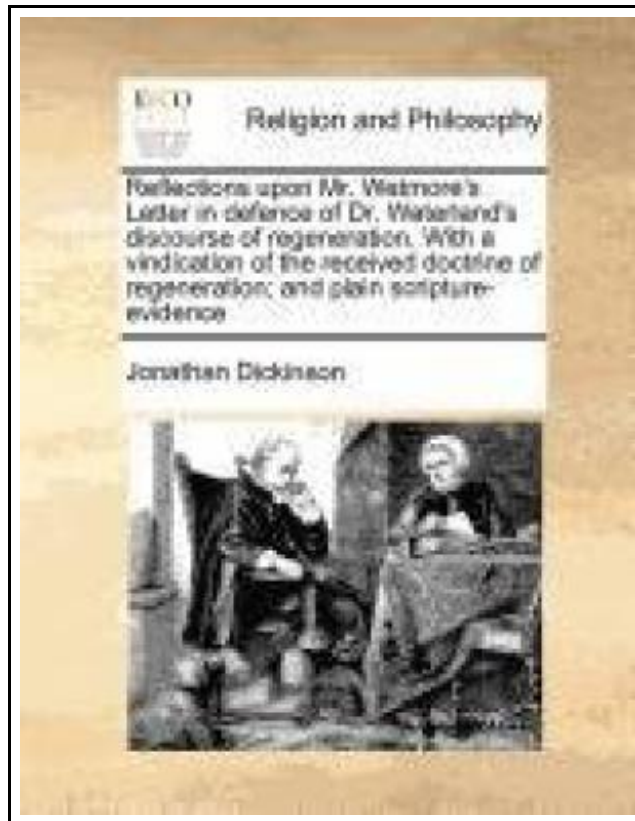 ECCO
Religion and Philosophy
Reflections upon Mr. Wetmore's
Letter in defence of Dr. Waterland's
discourse of regeneration. With a
vindication of the received doctrine of
regeneration; and plain scripture-
evidence
Jonathan Dickinson